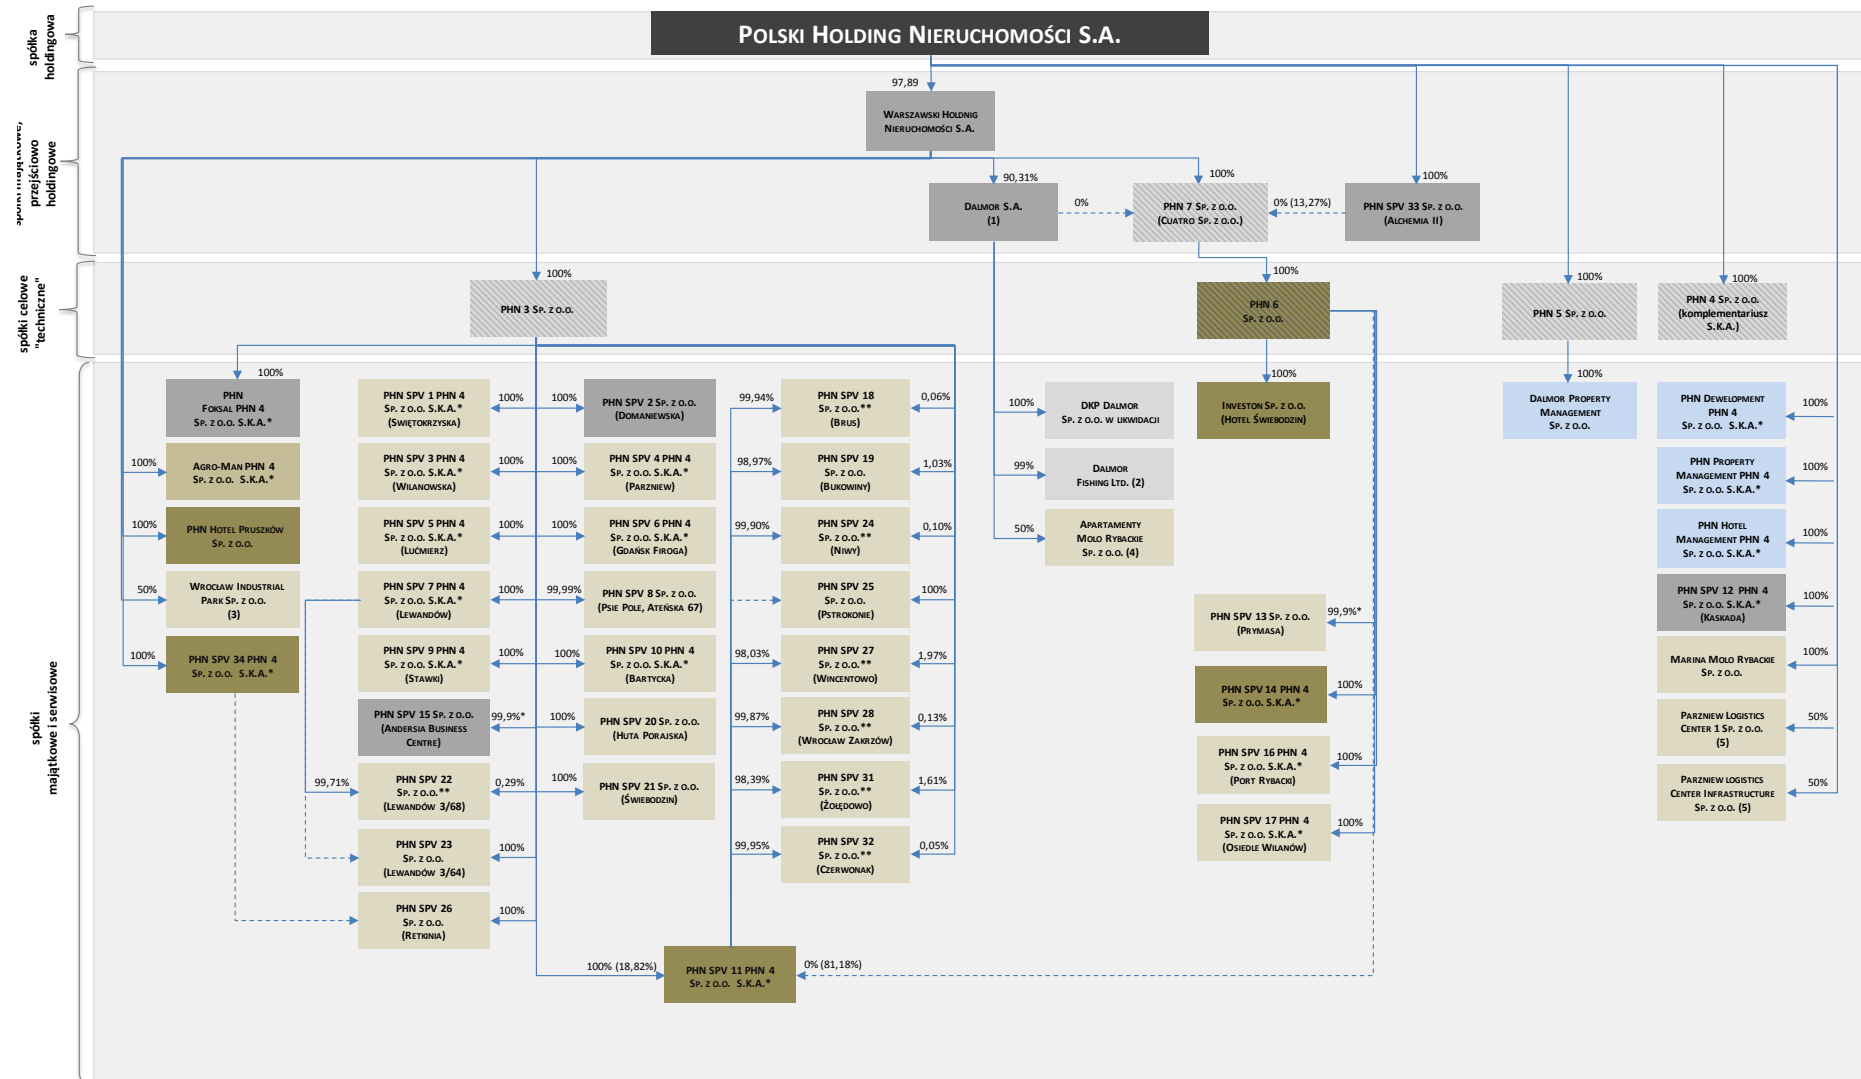 spółka
holdingowa
POLSKI HOLDING NIERUCHOMOŚCI S.A.
przejściowo
holdingowe
97,89
WARSZAWSKI HOLDNIG
NIERUCHOMOŚCI S.A.
90,31%
DALMOR S.A.
(1)
0%
100%
PHN 7 SP. Z O.O.
(CUATRO SP. Z O.O.)
0% (13,27%)
100%
PHN SPV 33 SP. Z O.O.
(ALCHEMIA II)
spółki celowe
"techniczne"
100%
PHN 3 SP. Z O.O.
100%
PHN 6
SP. Z O.O.
100%
PHN 5 SP. Z O.O.
100%
PHN 4 SP. Z O.O.
(komplementariusz
S.K.A.)
spółki
majątkowe i serwisowe
100%
PHN
FOKSAL PHN 4
SP. Z O.O. S.K.A.*
100%
AGRO-MAN PHN 4
SP. Z O.O. S.K.A.*
100%
PHN HOTEL PRUSZKÓW
SP. Z O.O.
50%
WROCŁAW INDUSTRIAL
PARK SP. Z O.O.
(3)
100%
PHN SPV 34 PHN 4
SP. Z O.O. S.K.A.*
PHN SPV 1 PHN 4
SP. Z O.O. S.K.A.*
(ŚWIĘTOKRZYSKA)
100%
PHN SPV 3 PHN 4
SP. Z O.O. S.K.A.*
(WILANOWSKA)
100%
PHN SPV 5 PHN 4
SP. Z O.O. S.K.A.*
(LUĆMIERZ)
100%
PHN SPV 7 PHN 4
SP. Z O.O. S.K.A.*
(LEWANDÓW)
100%
PHN SPV 9 PHN 4
SP. Z O.O. S.K.A.*
(STAWKI)
100%
PHN SPV 15 SP. Z O.O.
(ANDERSIA BUSINESS
CENTRE)
99,9%*
99,71%
PHN SPV 22
SP. Z O.O.**
(LEWANDÓW 3/68)
0,29%
PHN SPV 23
SP. Z O.O.
(LEWANDÓW 3/64)
100%
PHN SPV 26
SP. Z O.O.
(RETKINIA)
100%
100%
PHN SPV 2 SP. Z O.O.
(DOMANIEWSKA)
100%
PHN SPV 4 PHN 4
SP. Z O.O. S.K.A.*
(PARZNIEW)
100%
PHN SPV 6 PHN 4
SP. Z O.O. S.K.A.*
(GDAŃSK FIROGA)
99,99%
PHN SPV 8 SP. Z O.O.
(PSIE POLE, ATEŃSKA 67)
100%
PHN SPV 10 PHN 4
SP. Z O.O. S.K.A.*
(BARTYCKA)
100%
PHN SPV 20 SP. Z O.O.
(HUTA PORAJSKA)
100%
PHN SPV 21 SP. Z O.O.
(ŚWIEBODZIN)
100% (18,82%)
PHN SPV 11 PHN 4
SP. Z O.O. S.K.A.*
0% (81,18%)
99,94%
PHN SPV 18
SP. Z O.O.**
(BRUS)
0,06%
98,97%
PHN SPV 19
SP. Z O.O.
(BUKOWINY)
1,03%
99,90%
PHN SPV 24
SP. Z O.O.**
(NIWY)
0,10%
PHN SPV 25
SP. Z O.O.
(PSTROKONIE)
100%
98,03%
PHN SPV 27
SP. Z O.O.**
(WINCENTOWO)
1,97%
99,87%
PHN SPV 28
SP. Z O.O.**
(WROCŁAW ZAKRZÓW)
0,13%
98,39%
PHN SPV 31
SP. Z O.O.**
(ŻOŁĘDOWO)
1,61%
99,95%
PHN SPV 32
SP. Z O.O.**
(CZERWONAK)
0,05%
100%
DKP DALMOR
SP. Z O.O. W LIKWIDACJI
99%
DALMOR
FISHING LTD. (2)
50%
APARTAMENTY
MOLO RYBACKIE
SP. Z O.O. (4)
100%
INVESTON SP. Z O.O.
(HOTEL ŚWIEBODZIN)
PHN SPV 13 SP. Z O.O.
(PRYMASA)
99,9%*
PHN SPV 14 PHN 4
SP. Z O.O. S.K.A.*
100%
PHN SPV 16 PHN 4
SP. Z O.O. S.K.A.*
(PORT RYBACKI)
100%
PHN SPV 17 PHN 4
SP. Z O.O. S.K.A.*
(OSIEDLE WILANÓW)
100%
100%
DALMOR PROPERTY
MANAGEMENT
SP. Z O.O.
PHN DEWELOPMENT
PHN 4
SP. Z O.O. S.K.A.*
100%
PHN PROPERTY
MANAGEMENT PHN 4
SP. Z O.O. S.K.A.*
100%
PHN HOTEL
MANAGEMENT PHN 4
SP. Z O.O. S.K.A.*
100%
PHN SPV 12 PHN 4
SP. Z O.O. S.K.A.*
(KASKADA)
100%
MARINA MOLO RYBACKIE
SP. Z O.O.
100%
PARZNIEW LOGISTICS
CENTER 1 SP. Z O.O.
(5)
50%
PARZNIEW LOGISTICS
CENTER INFRASTRUCTURE
SP. Z O.O. (5)
50%